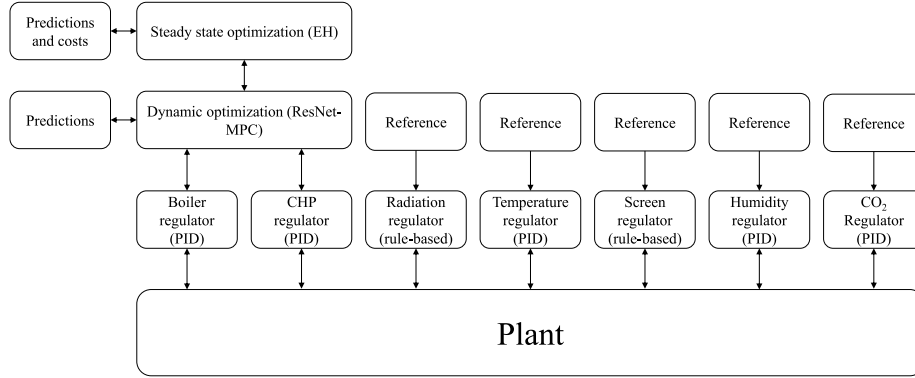 Predictions
and costs
Steady state optimization (EH)
Predictions
Dynamic optimization (ResNet-
MPC)
Reference
Reference
Reference
Reference
Reference
Boiler
regulator
(PID)
CHP
regulator
(PID)
Radiation
regulator
(rule-based)
Temperature
regulator
(PID)
Screen
regulator
(rule-based)
Humidity
regulator
(PID)
CO₂
Regulator
(PID)
Plant